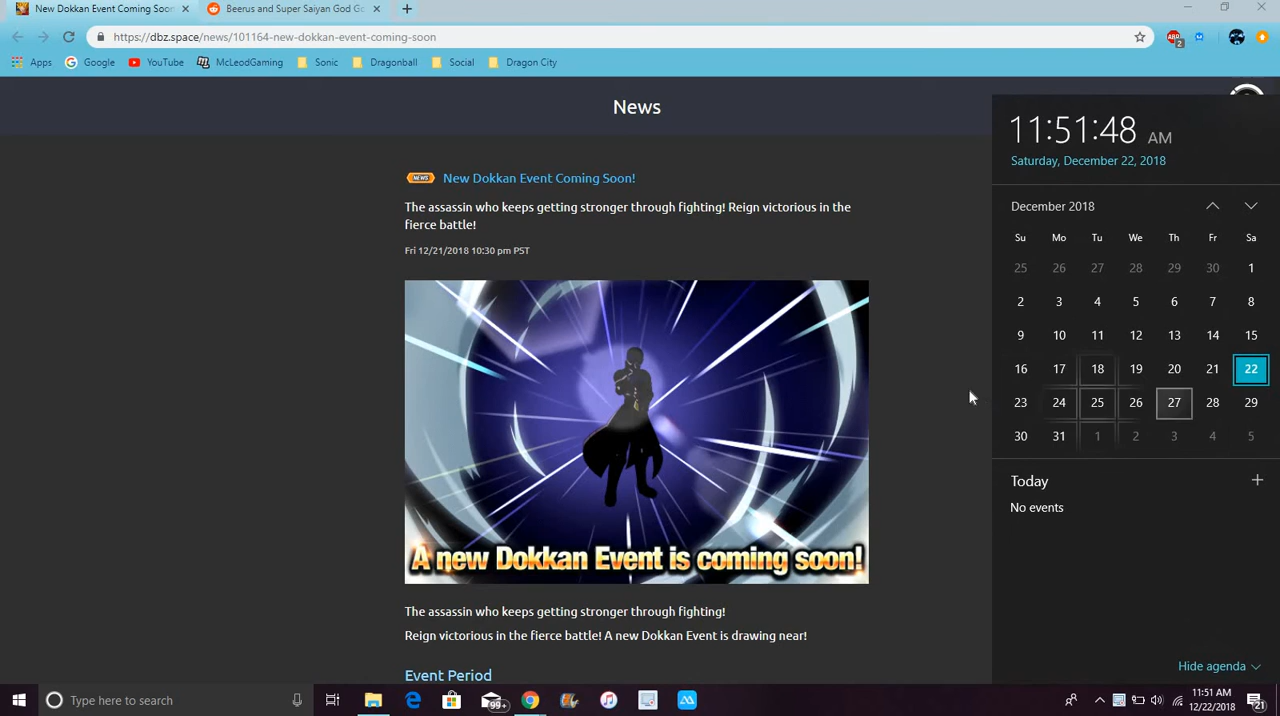 New Dokkan Event Coming Soon
Beerus and Super Saiyan God Go
https://dbz.space/news/101164-new-dokkan-event-coming-soon
ABP
2
Apps
Google
YouTube
McLeodGaming
Sonic
Dragonball
Social
Dragon City
News
NEWS
New Dokkan Event Coming Soon!
The assassin who keeps getting stronger through fighting! Reign victorious in the
fierce battle!
Fri 12/21/2018 10:30 pm PST
A new Dokkan Event is coming soon!
The assassin who keeps getting stronger through fighting!
Reign victorious in the fierce battle! A new Dokkan Event is drawing near!
Event Period
11:51:48 AM
Saturday, December 22, 2018
December 2018
Su Mo Tu We Th Fr Sa
25 26 27 28 29 30 1
2 3 4 5 6 7 8
9 10 11 12 13 14 15
16 17 18 19 20 21 22
23 24 25 26 27 28 29
30 31 1 2 3 4 5
Today
No events
Hide agenda
Type here to search
99+
11:51 AM
12/22/2018
21